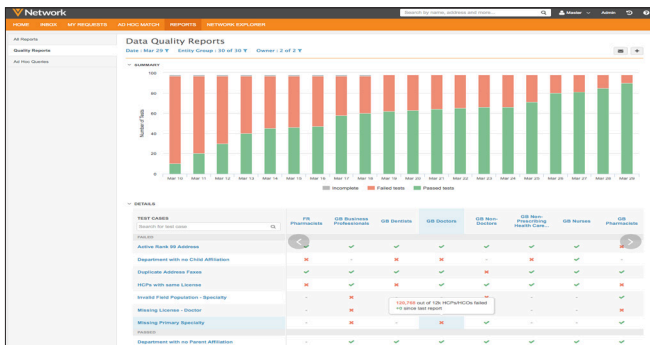 Network
Search by name, address and more...
Master
Admin
HOME INBOX MY REQUESTS AD HOC MATCH REPORTS NETWORK EXPLORER
All Reports
Quality Reports
Ad Hoc Queries
Data Quality Reports
Date : Mar 29 Entity Group : 30 of 30 Owner : 2 of 2
SUMMARY
Number of Tests
100
80
60
40
20
0
Mar 10 Mar 11 Mar 12 Mar 13 Mar 14 Mar 15 Mar 16 Mar 17 Mar 18 Mar 19 Mar 20 Mar 21 Mar 22 Mar 23 Mar 24 Mar 25 Mar 26 Mar 27 Mar 28 Mar 29
Incomplete Failed tests Passed tests
DETAILS
TEST CASES
Search for test case
FR Pharmacists
GB Business Professionals
GB Dentists
GB Doctors
GB Non-Doctors
GB Non-Prescribing Health Care...
GB Nurses
GB Pharmacists
FAILED
Active Rank 98 Address
Department with no Child Affiliation
Duplicate Address Faxes
HCPs with same License
Invalid Field Population - Specialty
out of 12k HCPs/HCOs failed
+0 since last report
Missing License - Doctor
Missing Primary Specialty
PASSED
Department with no Parent Affiliation